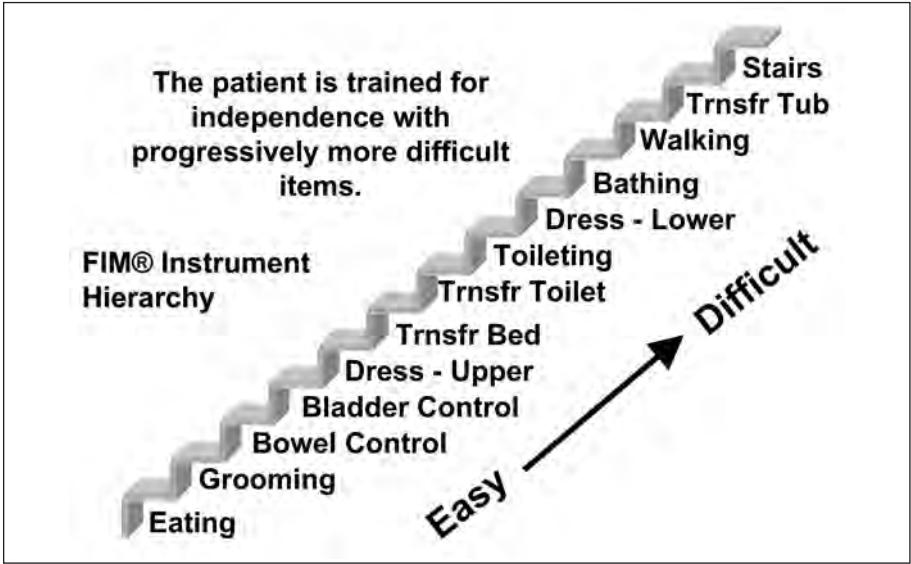 The patient is trained for
independence with
progressively more difficult
items.
FIM® Instrument
Hierarchy
Stairs
Trnsfr Tub
Walking
Bathing
Dress - Lower
Toileting
Trnsfr Toilet
Trnsfr Bed
Dress - Upper
Bladder Control
Bowel Control
Grooming
Eating
Easy
Difficult